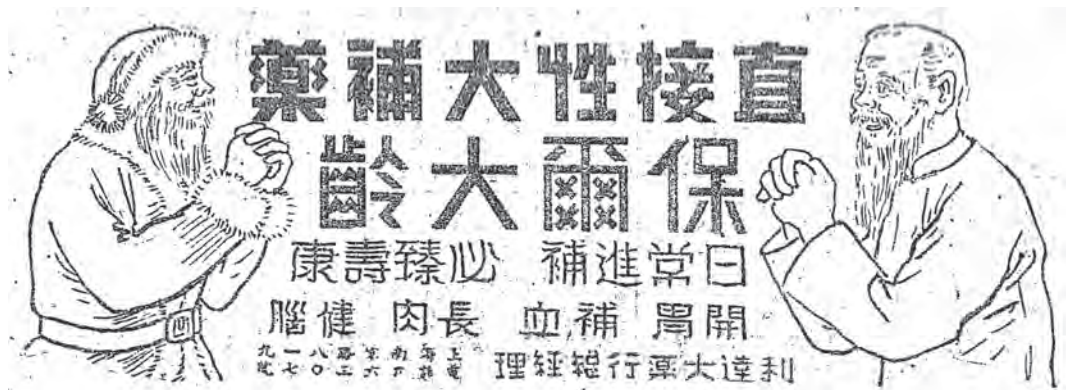 直接性大補藥
保爾大齡
日常進補 必臻壽康
開胃 補血 長肉 健腦
利達大藥行總經理 上海南京路八一九